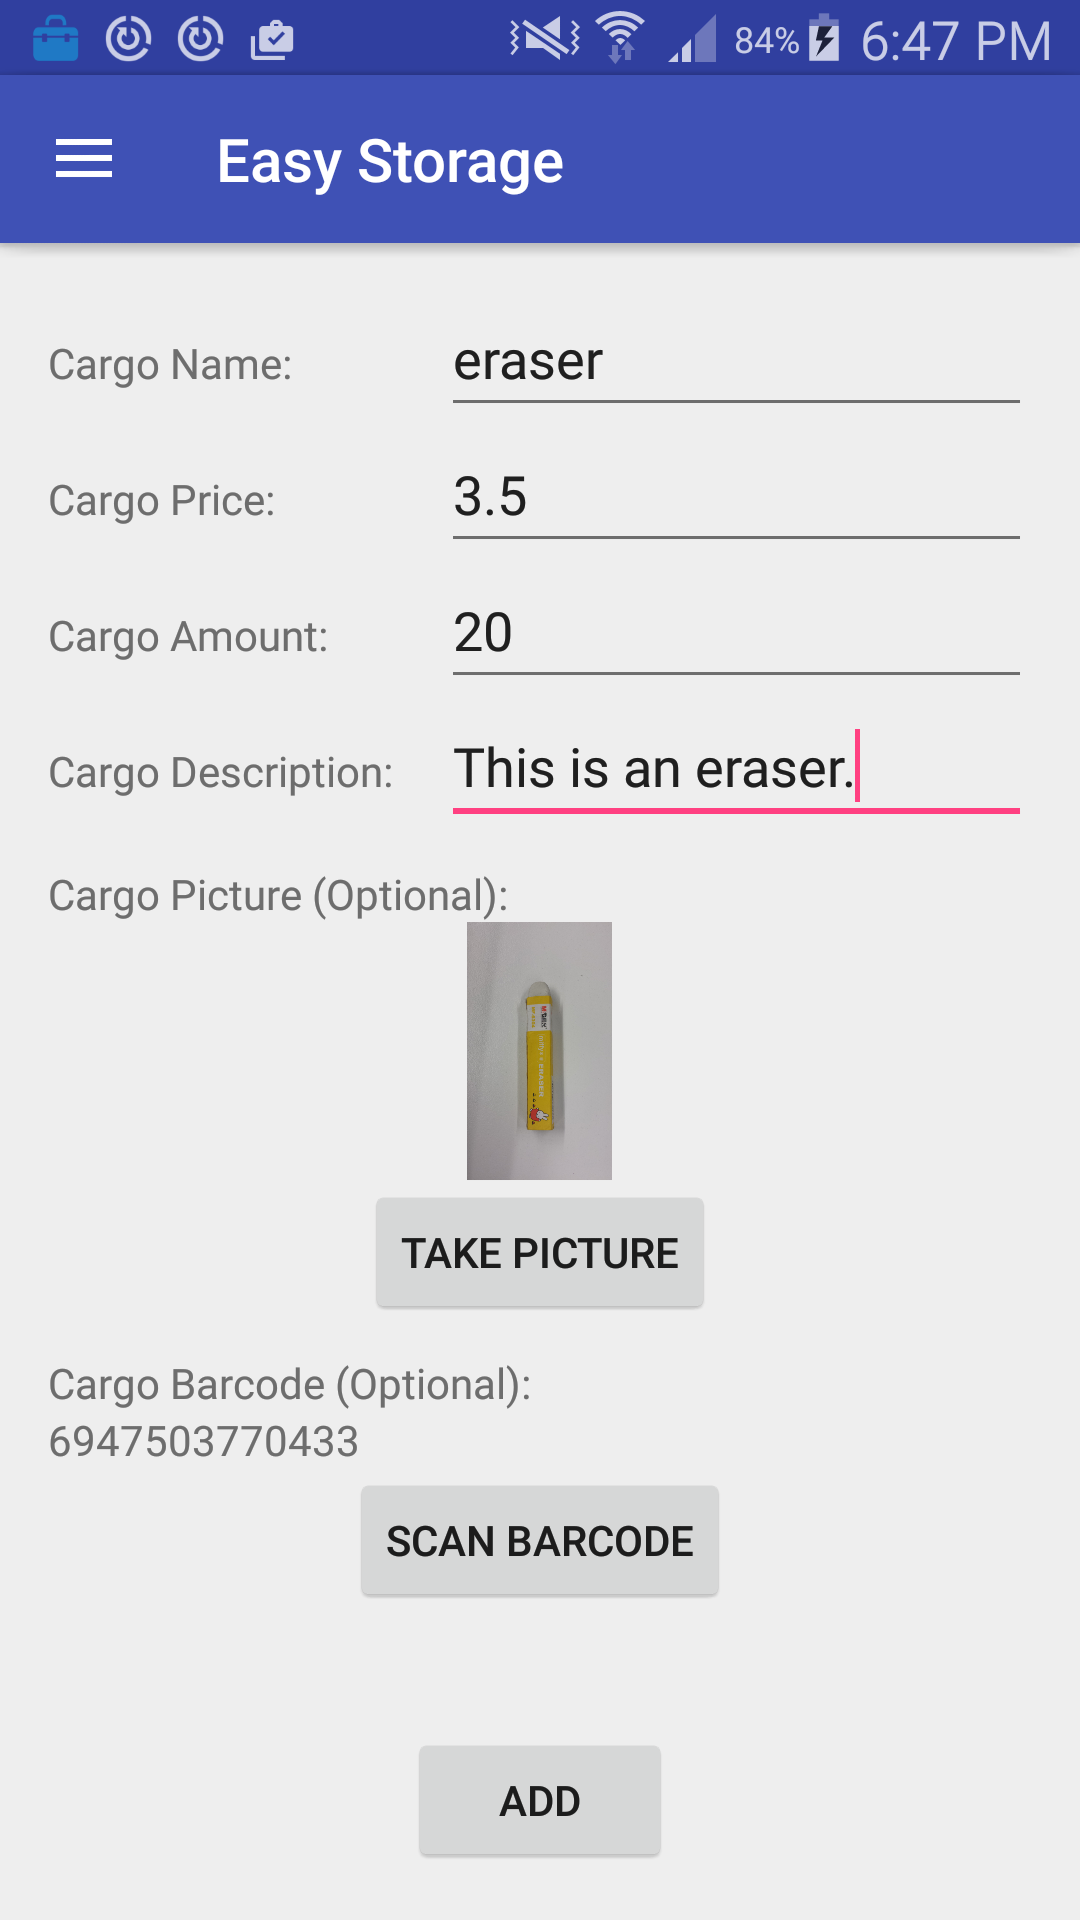 84% 6:47 PM
Easy Storage
Cargo Name: eraser
Cargo Price: 3.5
Cargo Amount: 20
Cargo Description: This is an eraser.
Cargo Picture (Optional):
ERASER
TAKE PICTURE
Cargo Barcode (Optional):
6947503770433
SCAN BARCODE
ADD